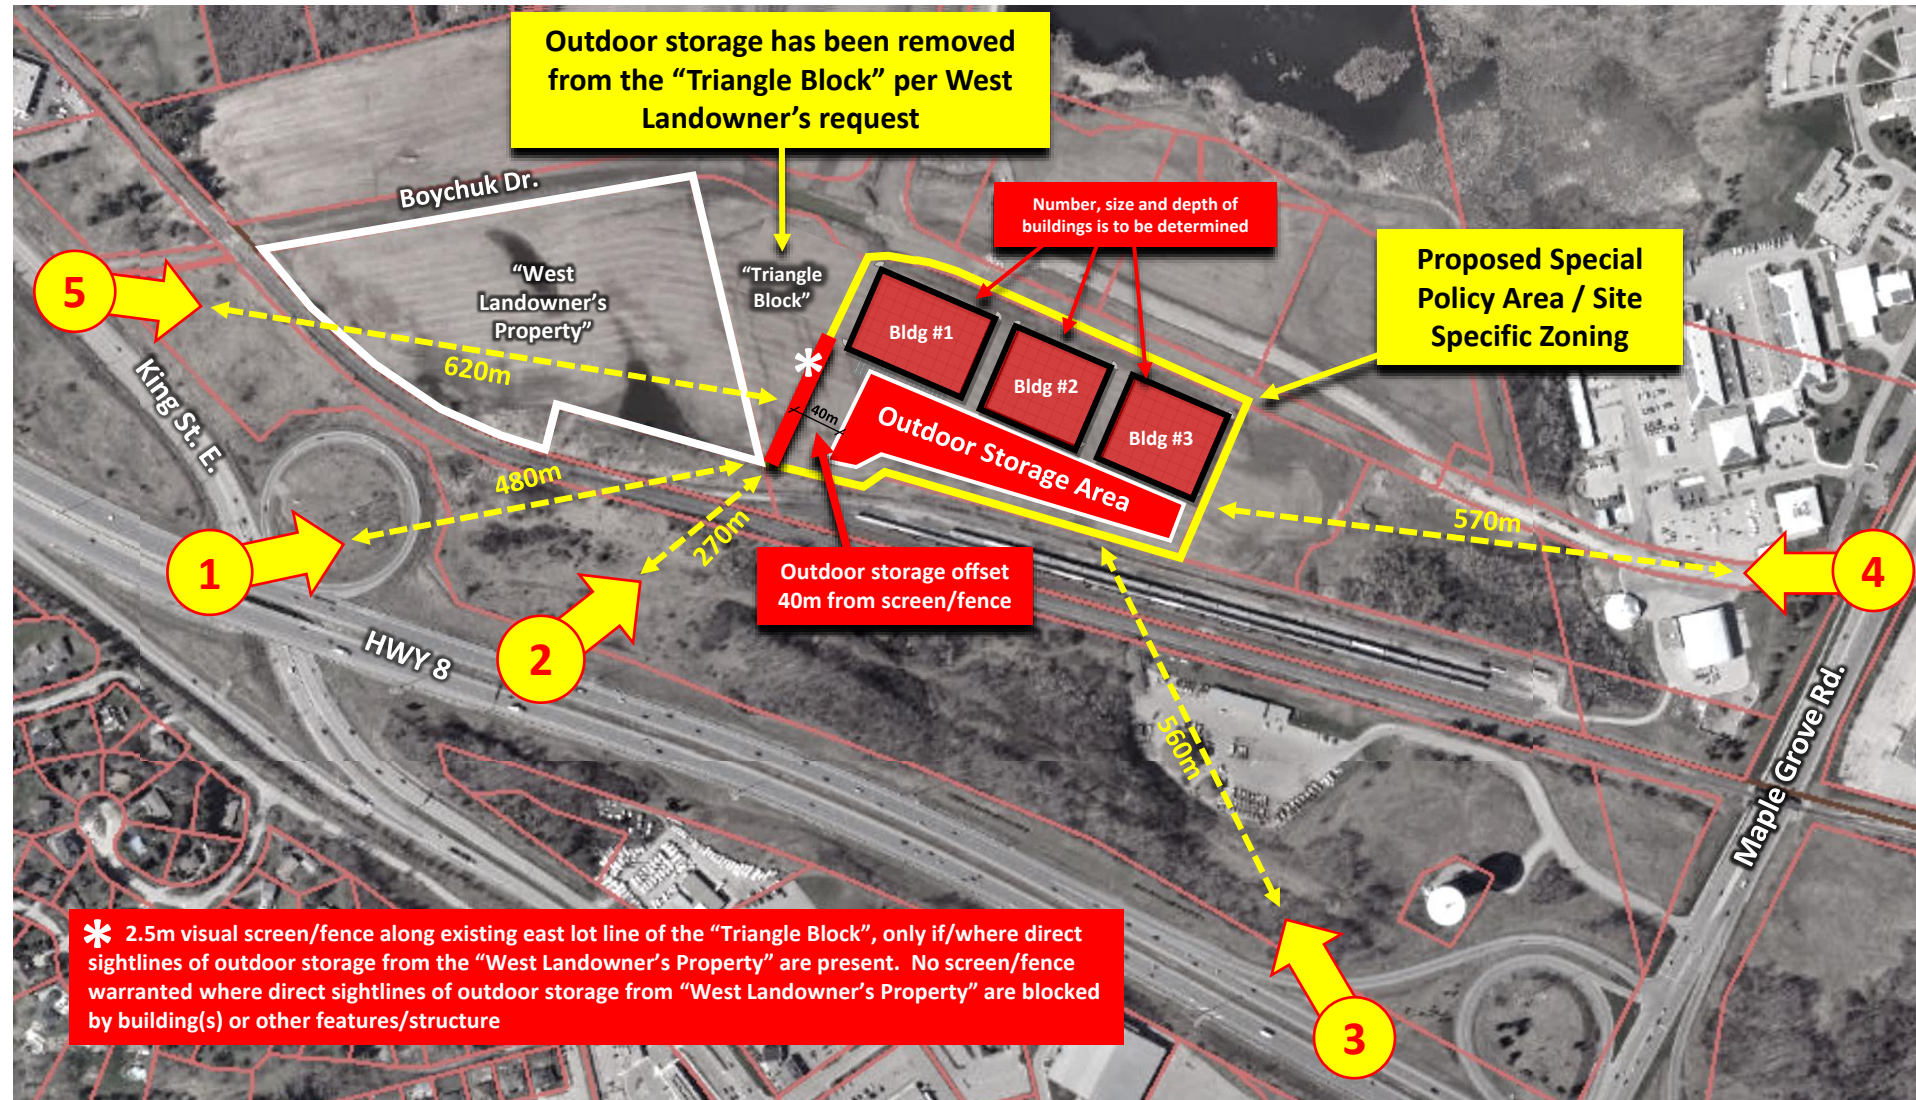 Outdoor storage has been removed
from the “Triangle Block” per West
Landowner’s request
Boychuk Dr.
Number, size and depth of
buildings is to be determined
Proposed Special
Policy Area / Site
Specific Zoning
5
“West
Landowner’s
Property”
“Triangle
Block”
Bldg #1
Bldg #2
Bldg #3
620m
King St. E.
40m
Outdoor Storage Area
480m
270m
570m
1
2
4
Outdoor storage offset
40m from screen/fence
HWY 8
560m
Maple Grove Rd.
* 2.5m visual screen/fence along existing east lot line of the “Triangle Block”, only if/where direct
sightlines of outdoor storage from the “West Landowner’s Property” are present.  No screen/fence
warranted where direct sightlines of outdoor storage from “West Landowner’s Property” are blocked
by building(s) or other features/structure
3